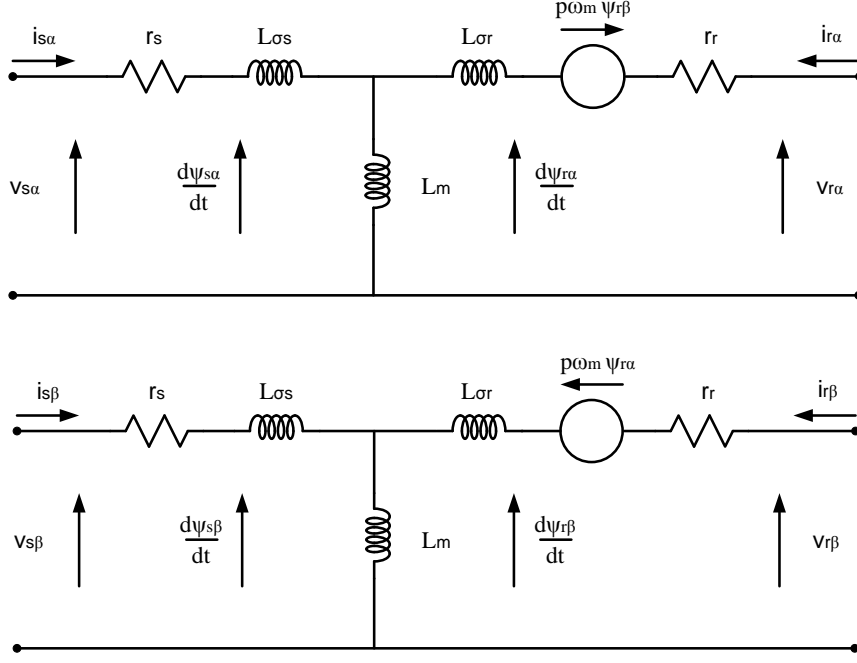 isα rs Lσs Lσr pωm ψrβ rr irα
vsα dψsα/dt Lm dψrα/dt vrα
isβ rs Lσs Lσr pωm ψrα rr irβ
vsβ dψsβ/dt Lm dψrβ/dt vrβ